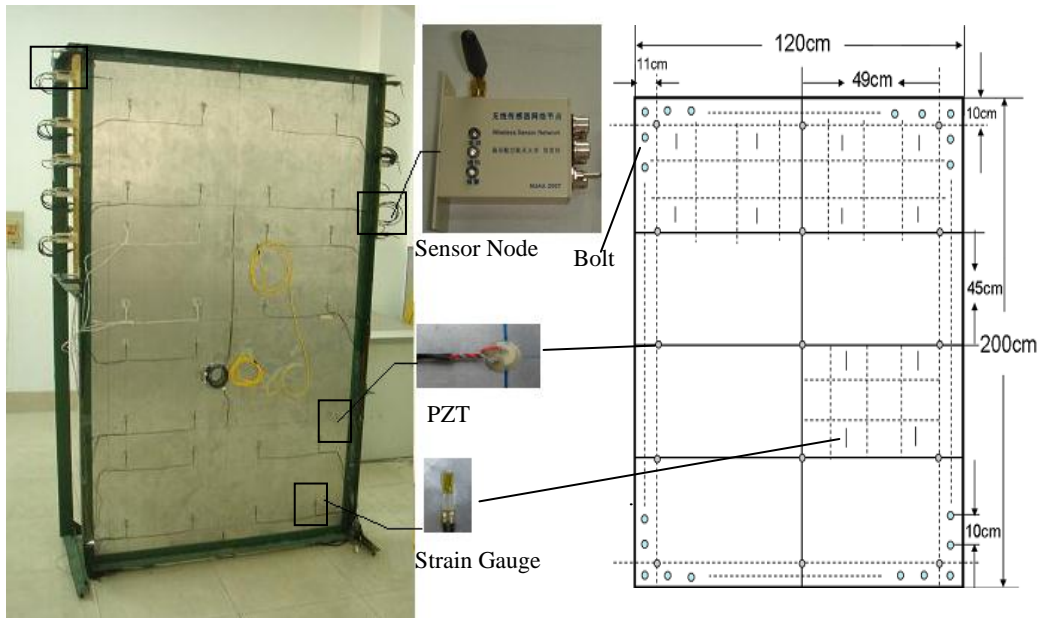 120cm
11cm
49cm
10cm
无线传感器网络节点
Wireless Sensor Network
NUAA 2007
Sensor Node
Bolt
45cm
200cm
PZT
10cm
Strain Gauge